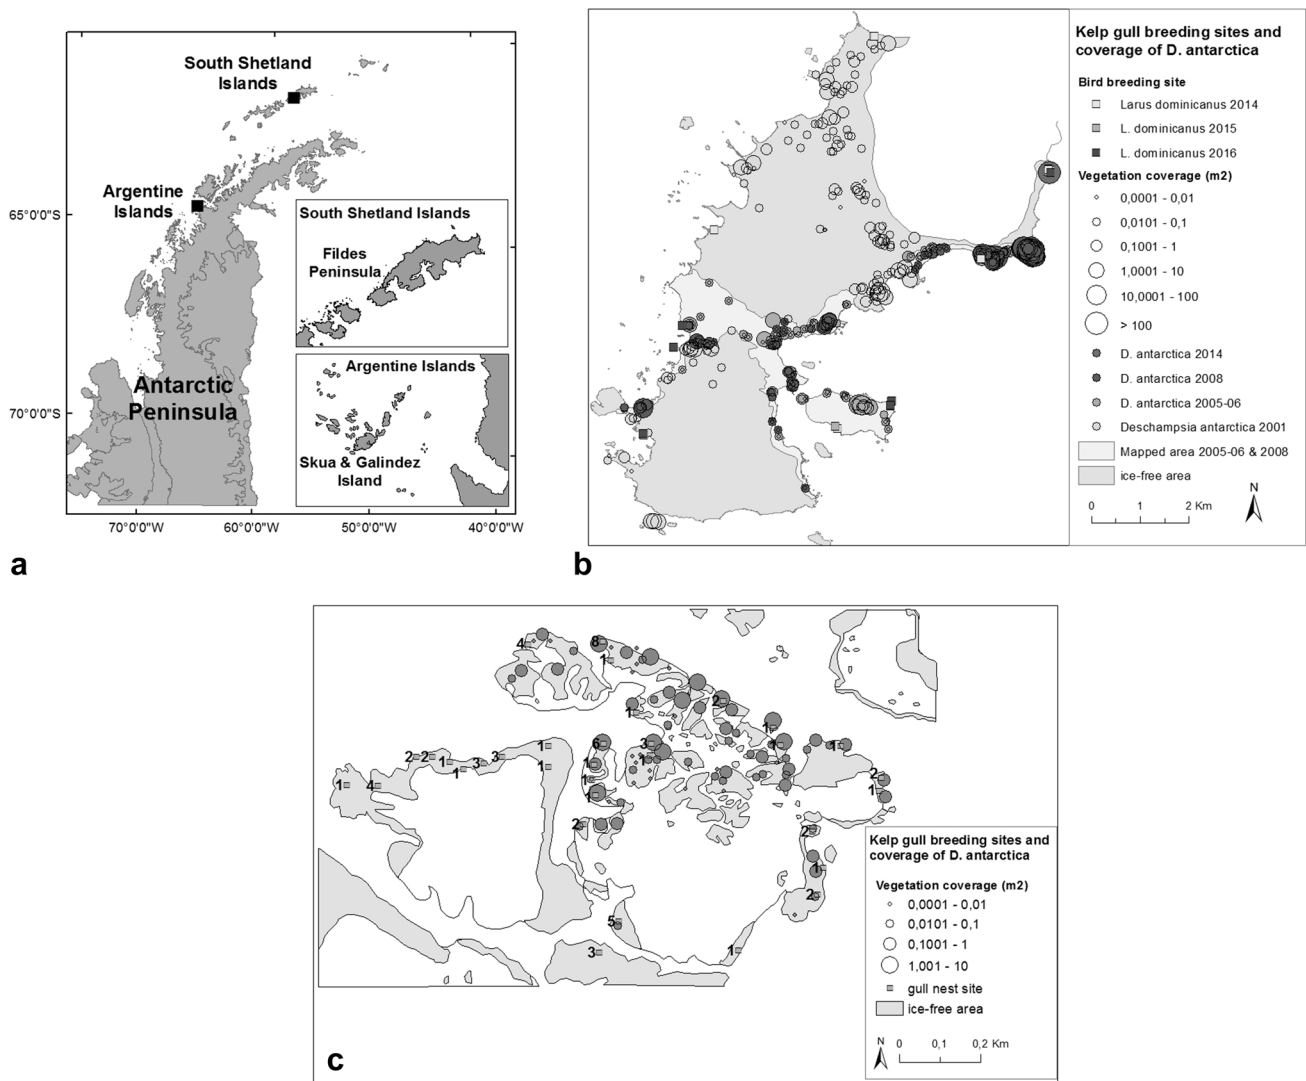 South Shetland
Islands
Argentine
Islands
65°0'0"S
70°0'0"S
Antarctic
Peninsula
South Shetland Islands
Fildes
Peninsula
Argentine Islands
Skua & Galindez
Island
70°0'0"W
60°0'0"W
50°0'0"W
40°0'0"W
a
Kelp gull breeding sites and
coverage of D. antarctica
Bird breeding site
Larus dominicanus 2014
L. dominicanus 2015
L. dominicanus 2016
Vegetation coverage (m2)
0,0001 - 0,01
0,0101 - 0,1
0,1001 - 1
1,0001 - 10
10,0001 - 100
> 100
D. antarctica 2014
D. antarctica 2008
D. antarctica 2005-06
Deschampsia antarctica 2001
Mapped area 2005-06 & 2008
ice-free area
N
0 1 2 Km
b
4
8
1
1
2
1
1
1
2
1
6
3
1
1
1
1
2
2
2
1
1
3
3
1
1
1
4
2
1
2
5
3
1
Kelp gull breeding sites and
coverage of D. antarctica
Vegetation coverage (m2)
0,0001 - 0,01
0,0101 - 0,1
0,1001 - 1
1,001 - 10
gull nest site
ice-free area
N
0 0,1 0,2 Km
c